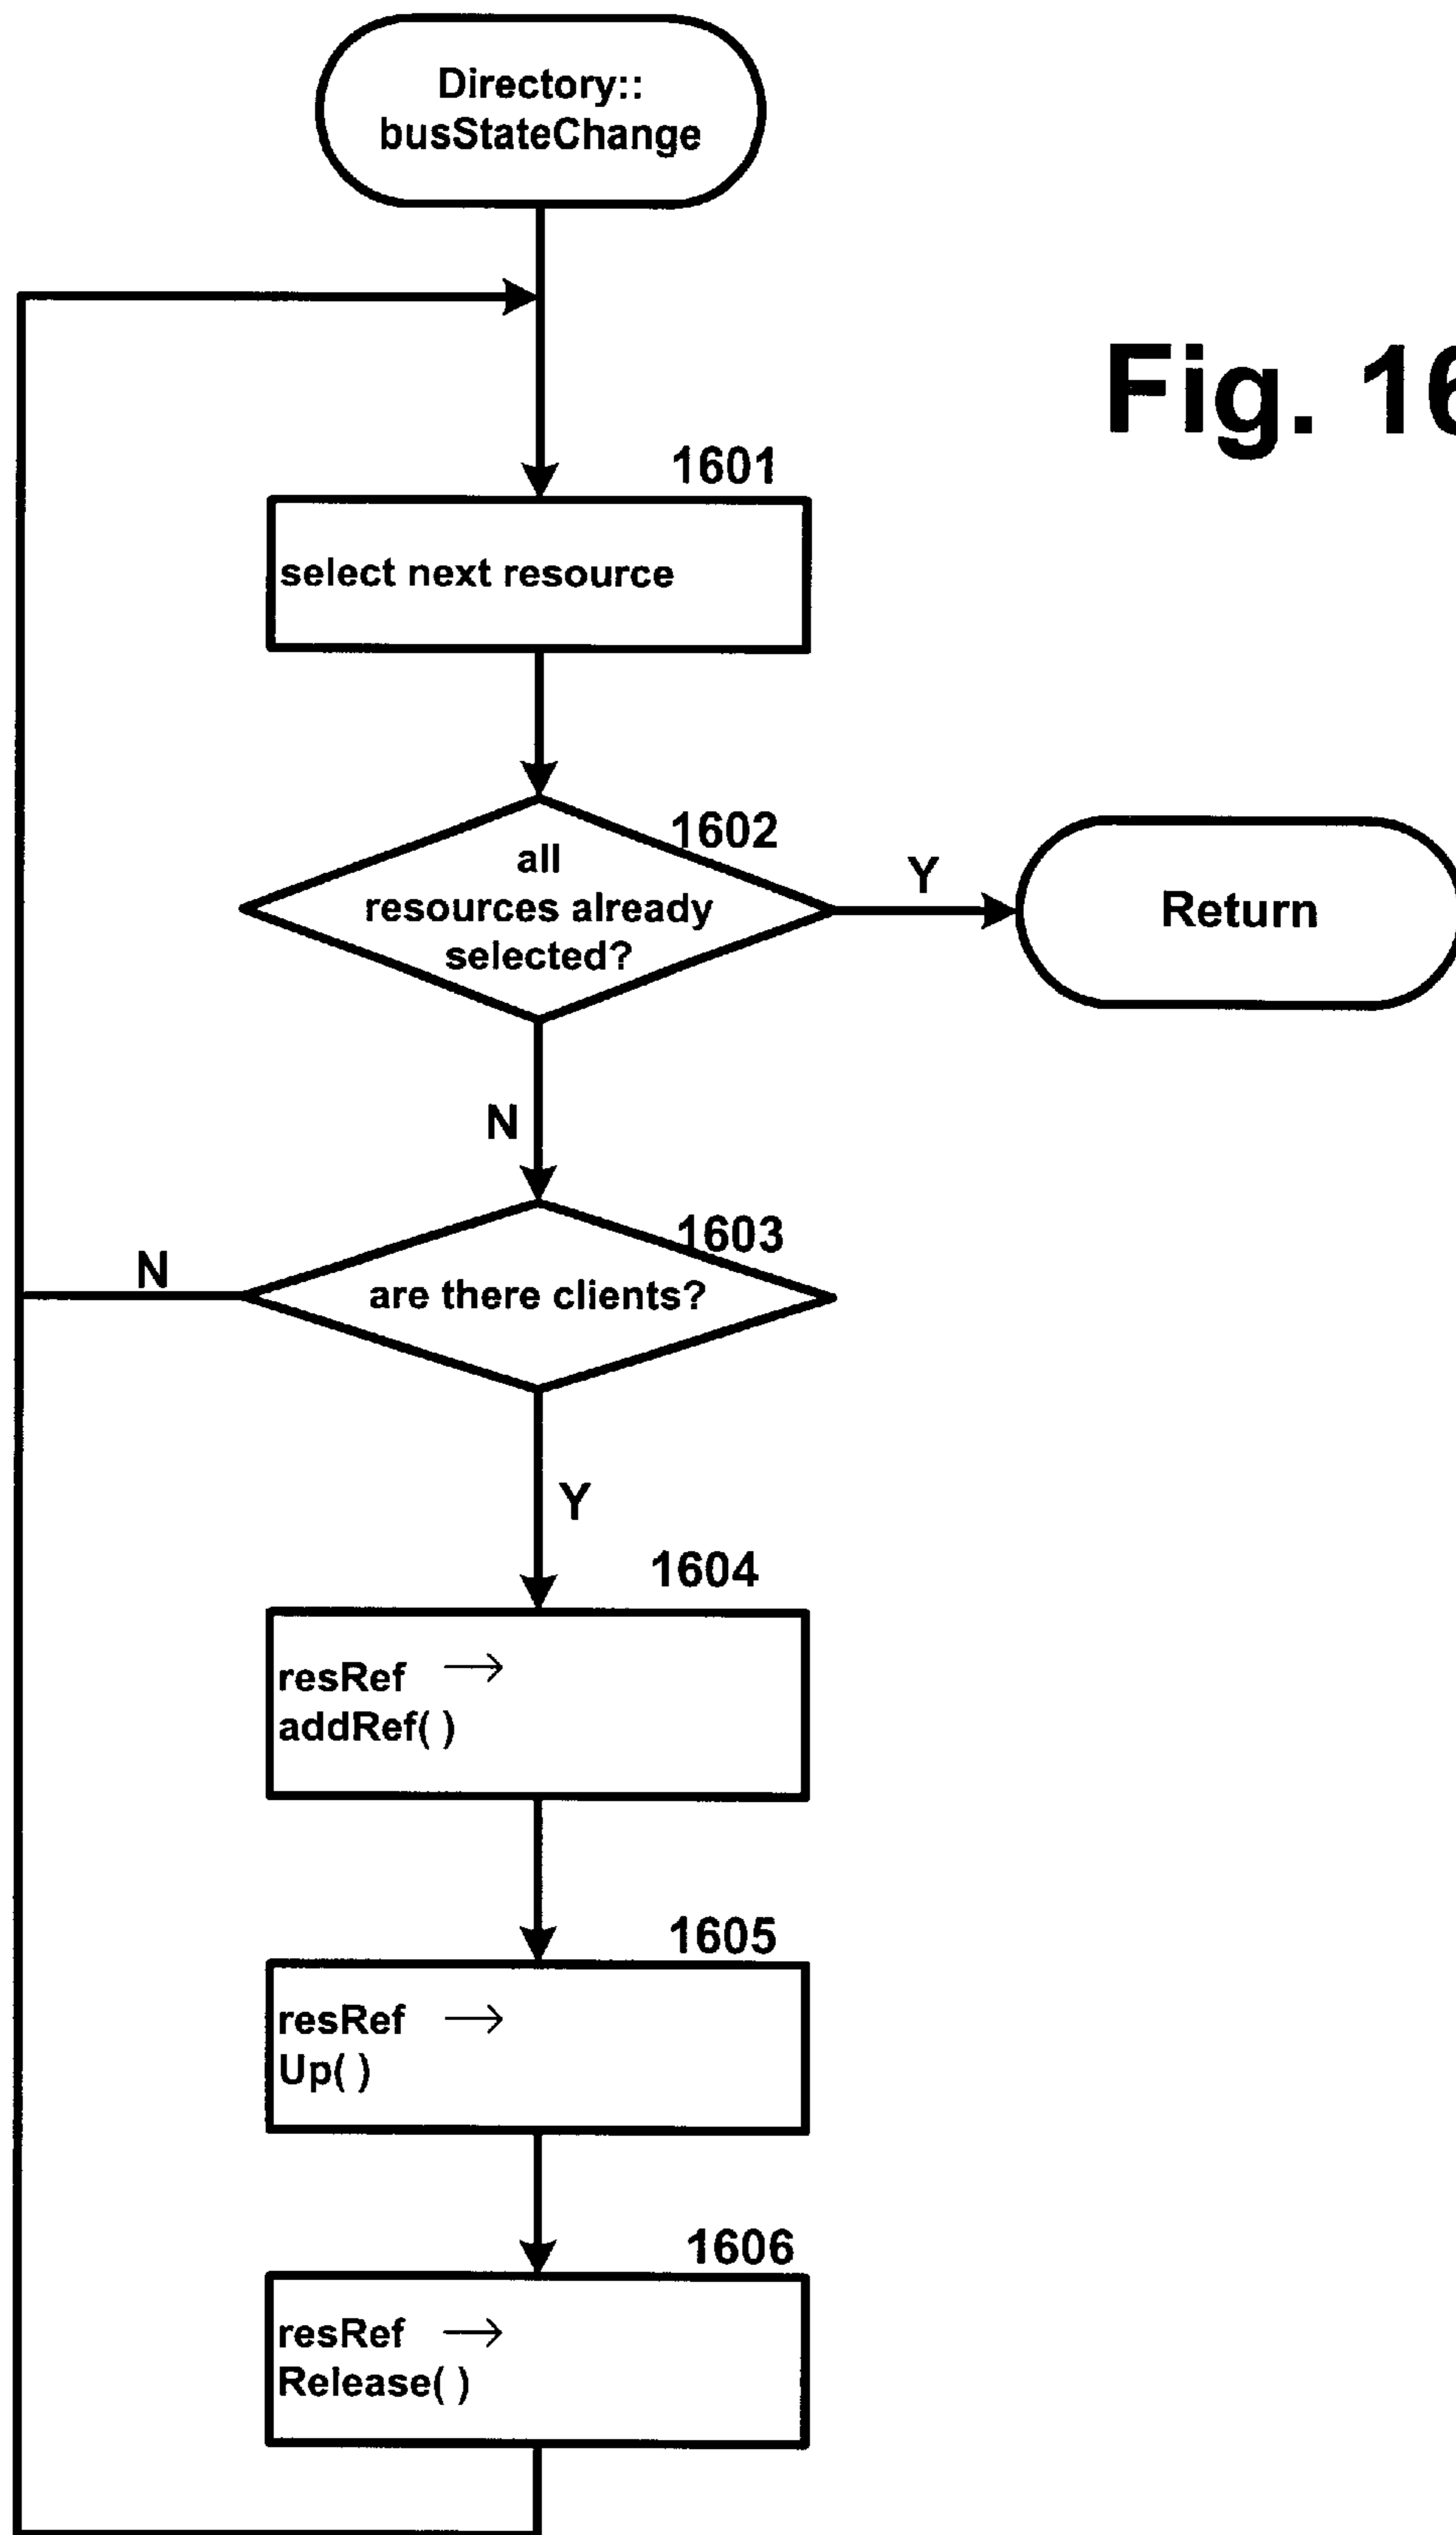 Directory::
busStateChange
Fig. 16
1601
select next resource
1602
all
resources already
selected?
Y
Return
N
1603
are there clients?
N
Y
1604
resRef →
addRef( )
1605
resRef →
Up( )
1606
resRef →
Release( )